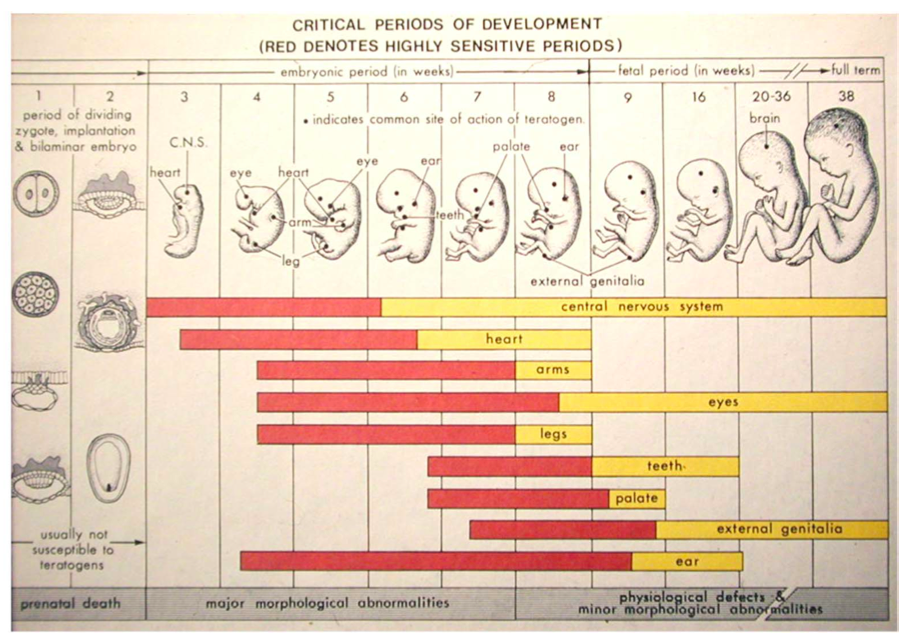 CRITICAL PERIODS OF DEVELOPMENT
(RED DENOTES HIGHLY SENSITIVE PERIODS)
embryonic period (in weeks)
fetal period (in weeks)
full term
1
2
3
4
5
6
7
8
9
16
20-36
38
period of dividing
zygote, implantation
& bilaminar embryo
• indicates common site of action of teratogen.
C.N.S.
heart
eye
heart
eye
ear
palate
ear
brain
arm
teeth
leg
external genitalia
central nervous system
heart
arms
eyes
legs
teeth
palate
external genitalia
ear
usually not
susceptible to
teratogens
prenatal death
major morphological abnormalities
physiological defects &
minor morphological abnormalities